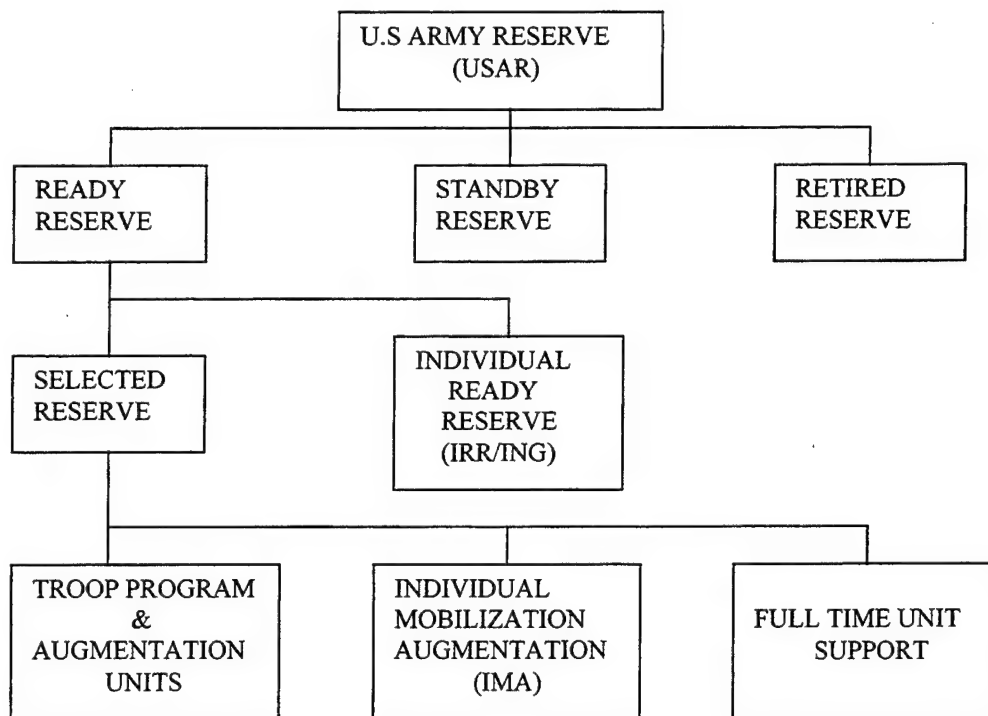 U.S ARMY RESERVE
(USAR)
READY
RESERVE
STANDBY
RESERVE
RETIRED
RESERVE
SELECTED
RESERVE
INDIVIDUAL
READY
RESERVE
(IRR/ING)
TROOP PROGRAM
&
AUGMENTATION
UNITS
INDIVIDUAL
MOBILIZATION
AUGMENTATION
(IMA)
FULL TIME UNIT
SUPPORT